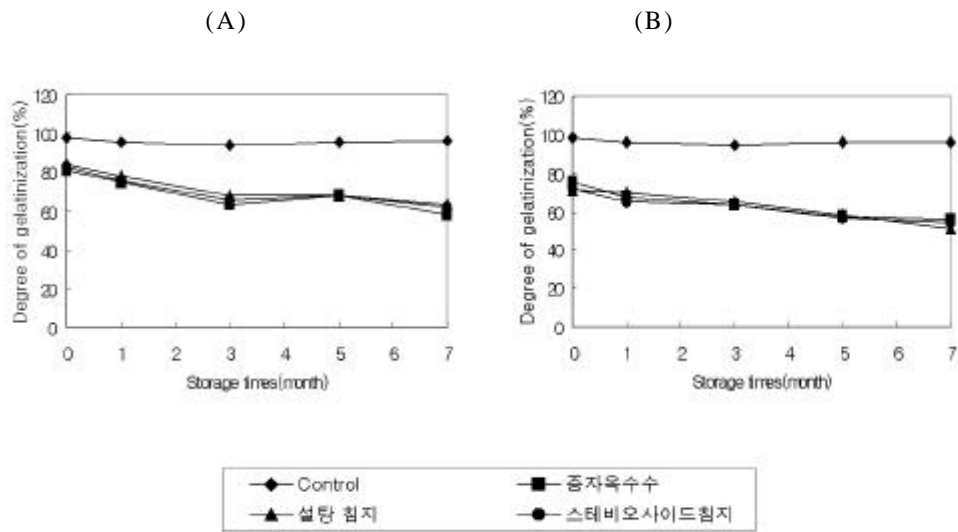 (A) (B)
120 120
100 100
80 80
60 60
40 40
20 20
0 0
Degree of gelatinization(%) Degree of gelatinization(%)
0 1 2 3 4 5 6 7 0 1 2 3 4 5 6 7
Storage times(month) Storage times(month)
Control 증자옥수수
설탕 침지 스테비오사이드침지